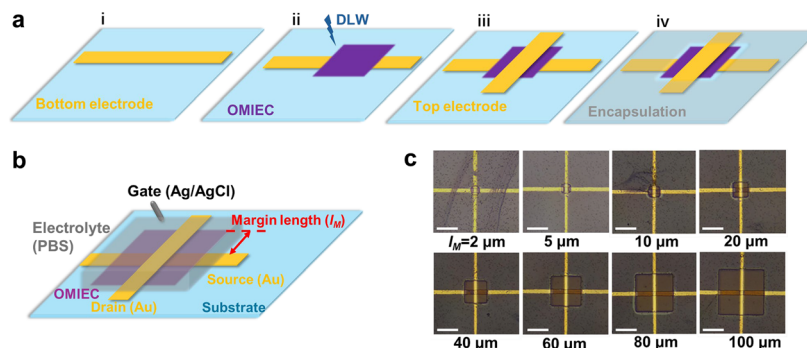 a
i
ii
DLW
iii
iv
Bottom electrode
OMIEC
Top electrode
Encapsulation
b
Gate (Ag/AgCl)
Electrolyte
(PBS)
Margin length (lM)
OMIEC
Drain (Au)
Source (Au)
Substrate
c
lM=2 μm
5 μm
10 μm
20 μm
40 μm
60 μm
80 μm
100 μm